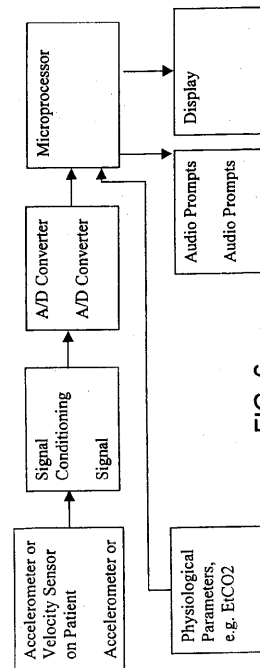 Accelerometer or
Velocity Sensor
on Patient
Accelerometer or
Signal
Conditioning
Signal
A/D Converter
A/D Converter
Microprocessor
Physiological
Parameters,
e.g. EtCO2
Audio Prompts
Audio Prompts
Display